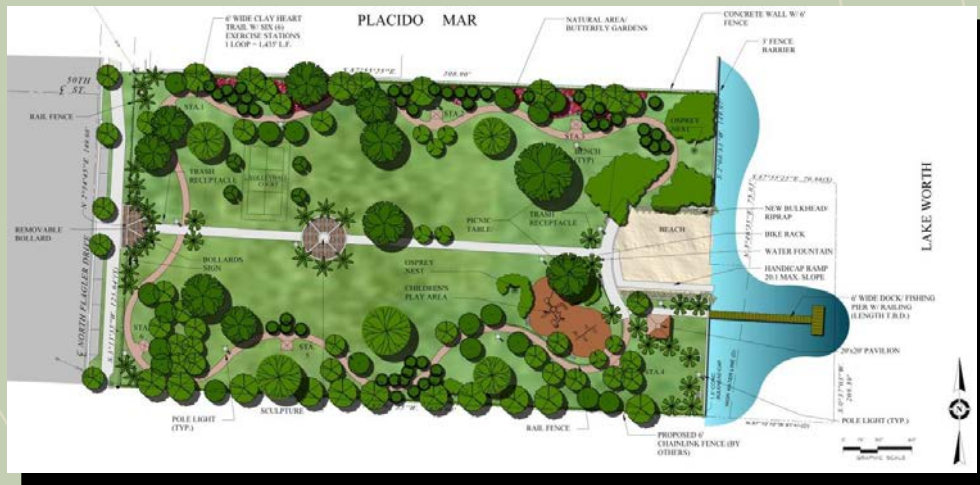 PLACIDO MAR
6' WIDE CLAY HEART
TRAIL W/ SIX (6)
EXERCISE STATIONS
1 LOOP = 1,435' L.F.
NATURAL AREA/
BUTTERFLY GARDENS
CONCRETE WALL W/ 6'
FENCE
3' FENCE
BARRIER
50TH
ST.
RAIL FENCE
STA.1
STA.2
STA.3
OSPREY
NEST
BENCH
(TYP)
TRASH
RECEPTACLE
VOLLEYBALL
COURT
PICNIC
TABLE
TRASH
RECEPTACLE
BEACH
NEW BULKHEAD/
RIPRAP
BIKE RACK
WATER FOUNTAIN
HANDICAP RAMP
20:1 MAX. SLOPE
LAKE WORTH
REMOVABLE
BOLLARD
BOLLARDS
SIGN
OSPREY
NEST
CHILDREN'S
PLAY AREA
6' WIDE DOCK/ FISHING
PIER W/ RAILING
(LENGTH T.B.D.)
20'x20' PAVILION
NORTH FLAGLER DRIVE
STA.
STA.
STA.4
POLE LIGHT
(TYP.)
SCULPTURE
RAIL FENCE
PROPOSED 6'
CHAINLINK FENCE (BY
OTHERS)
POLE LIGHT (TYP.)
GRAPHIC SCALE